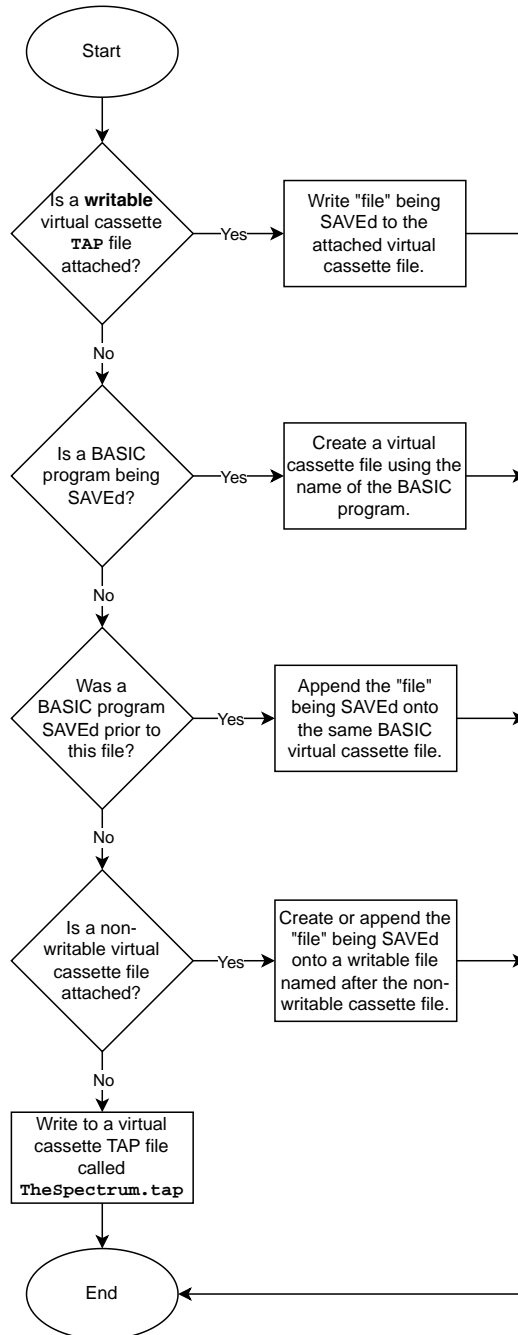 Start
Is a writable
virtual cassette
TAP file
attached?
Yes
Write "file" being
SAVEd to the
attached virtual
cassette file.
No
Is a BASIC
program being
SAVEd?
Yes
Create a virtual
cassette file using the
name of the BASIC
program.
No
Was a
BASIC program
SAVEd prior to
this file?
Yes
Append the "file"
being SAVEd onto
the same BASIC
virtual cassette file.
No
Is a non-
writable virtual
cassette file
attached?
Yes
Create or append the
"file" being SAVEd
onto a writable file
named after the non-
writable cassette file.
No
Write to a virtual
cassette TAP file
called
TheSpectrum.tap
End